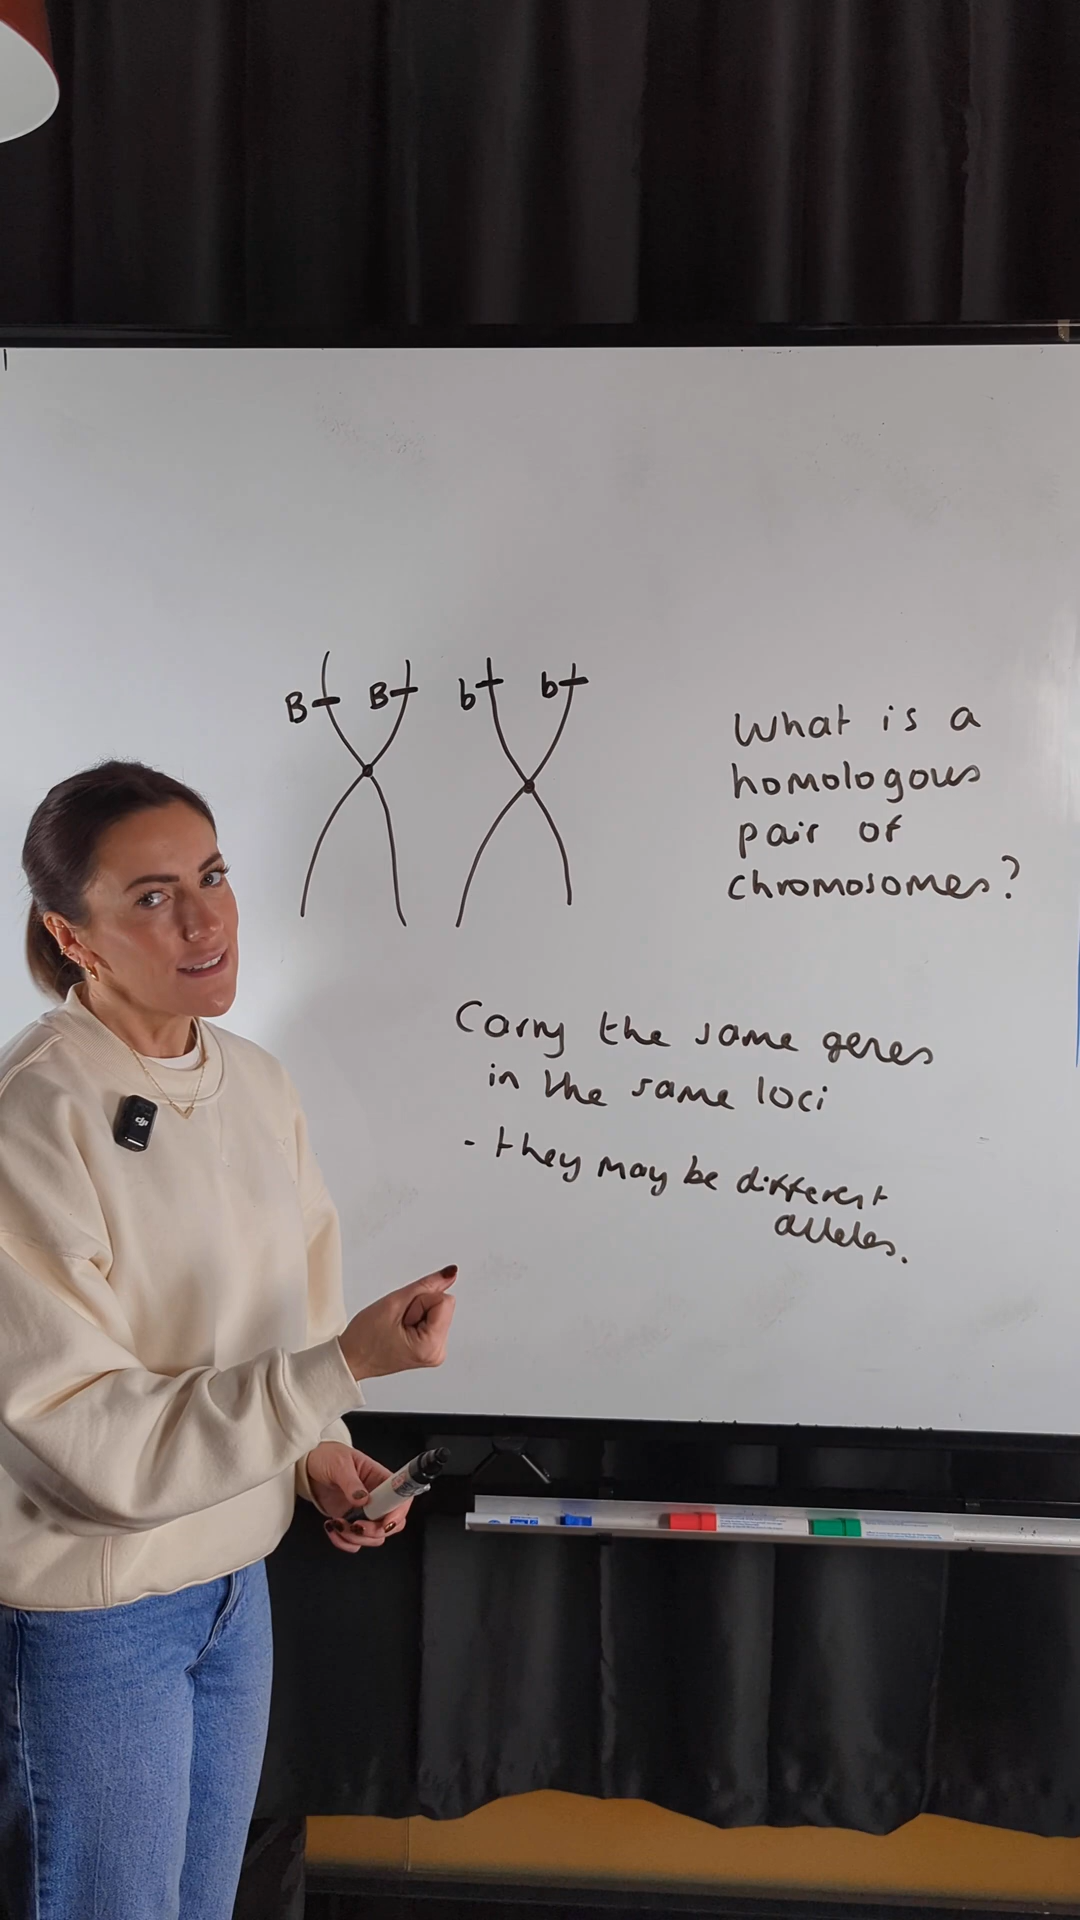 B B b b
What is a
homologous
pair of
chromosomes?
Carry the same genes
in the same loci
- they may be different
alleles.
dji